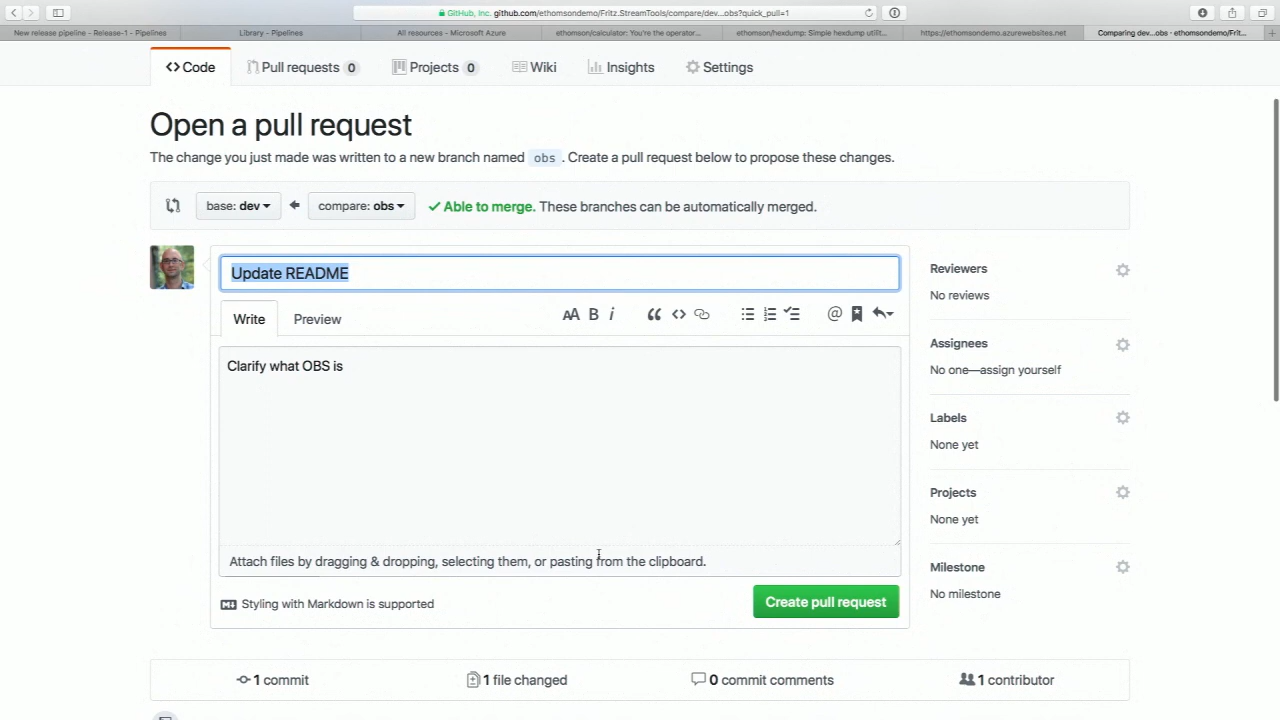 GitHub, Inc. github.com/ethomsondemo/Fritz.StreamTools/compare/dev...obs?quick_pull=1
New release pipeline - Release-1 - Pipelines
Library - Pipelines
All resources - Microsoft Azure
ethomson/calculator: You're the operator...
ethomson/hexdump: Simple hexdump utilit...
https://ethomsondemo.azurewebsites.net
Comparing dev...obs · ethomsondemo/Frit...
Code
Pull requests 0
Projects 0
Wiki
Insights
Settings
Open a pull request
The change you just made was written to a new branch named obs. Create a pull request below to propose these changes.
base: dev
compare: obs
Able to merge. These branches can be automatically merged.
Update README
Write
Preview
Clarify what OBS is
Attach files by dragging & dropping, selecting them, or pasting from the clipboard.
Styling with Markdown is supported
Create pull request
Reviewers
No reviews
Assignees
No one—assign yourself
Labels
None yet
Projects
None yet
Milestone
No milestone
1 commit
1 file changed
0 commit comments
1 contributor